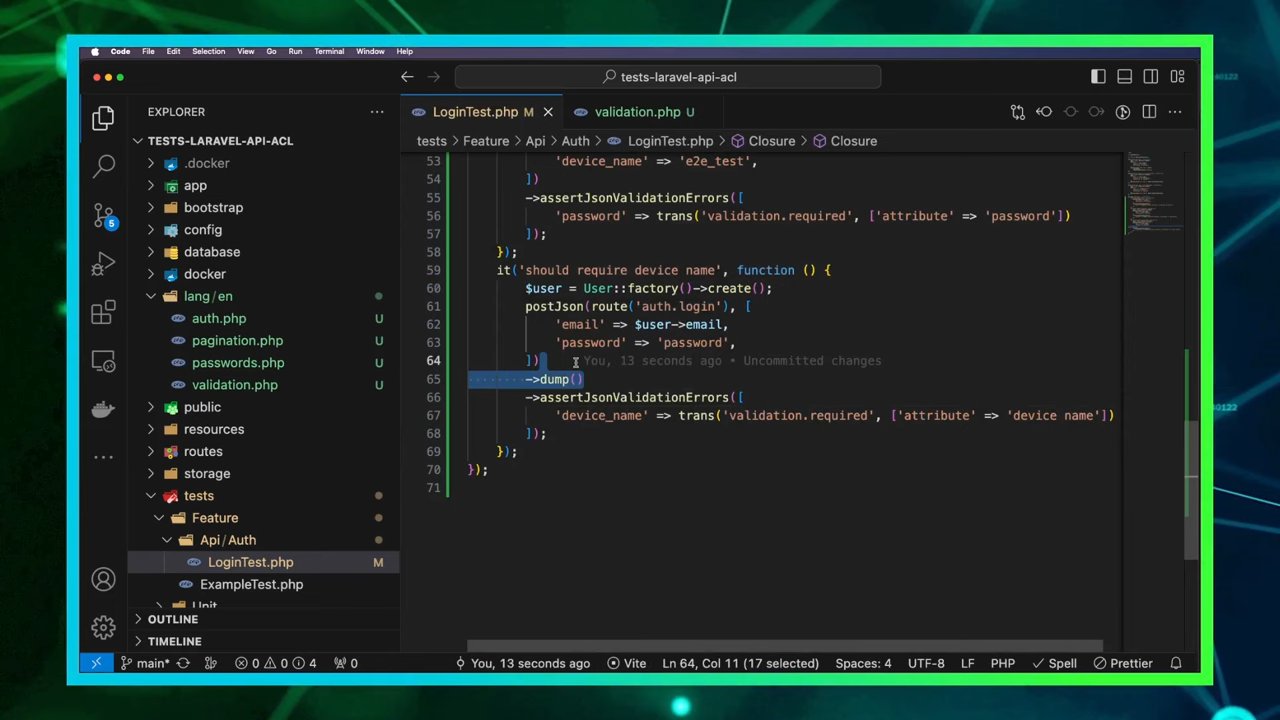 Code File Edit Selection View Go Run Terminal Window Help
tests-laravel-api-acl
EXPLORER
TESTS-LARAVEL-API-ACL
.docker
app
bootstrap
config
database
docker
lang/en
auth.php U
pagination.php U
passwords.php U
validation.php U
public
resources
routes
storage
tests
Feature
Api/Auth
LoginTest.php M
ExampleTest.php
Unit
OUTLINE
TIMELINE
5
LoginTest.php M
validation.php U
tests > Feature > Api > Auth > LoginTest.php > Closure > Closure
53 'device_name' => 'e2e_test',
54 ])
55 ->assertJsonValidationErrors([
56 'password' => trans('validation.required', ['attribute' => 'password'])
57 ]);
58 });
59 it('should require device name', function () {
60 $user = User::factory()->create();
61 postJson(route('auth.login'), [
62 'email' => $user->email,
63 'password' => 'password',
64 ]) You, 13 seconds ago • Uncommitted changes
65 ->dump()
66 ->assertJsonValidationErrors([
67 'device_name' => trans('validation.required', ['attribute' => 'device name'])
68 ]);
69 });
70 });
71
main* 0 0 4 0 You, 13 seconds ago Vite Ln 64, Col 11 (17 selected) Spaces: 4 UTF-8 LF PHP Spell Prettier